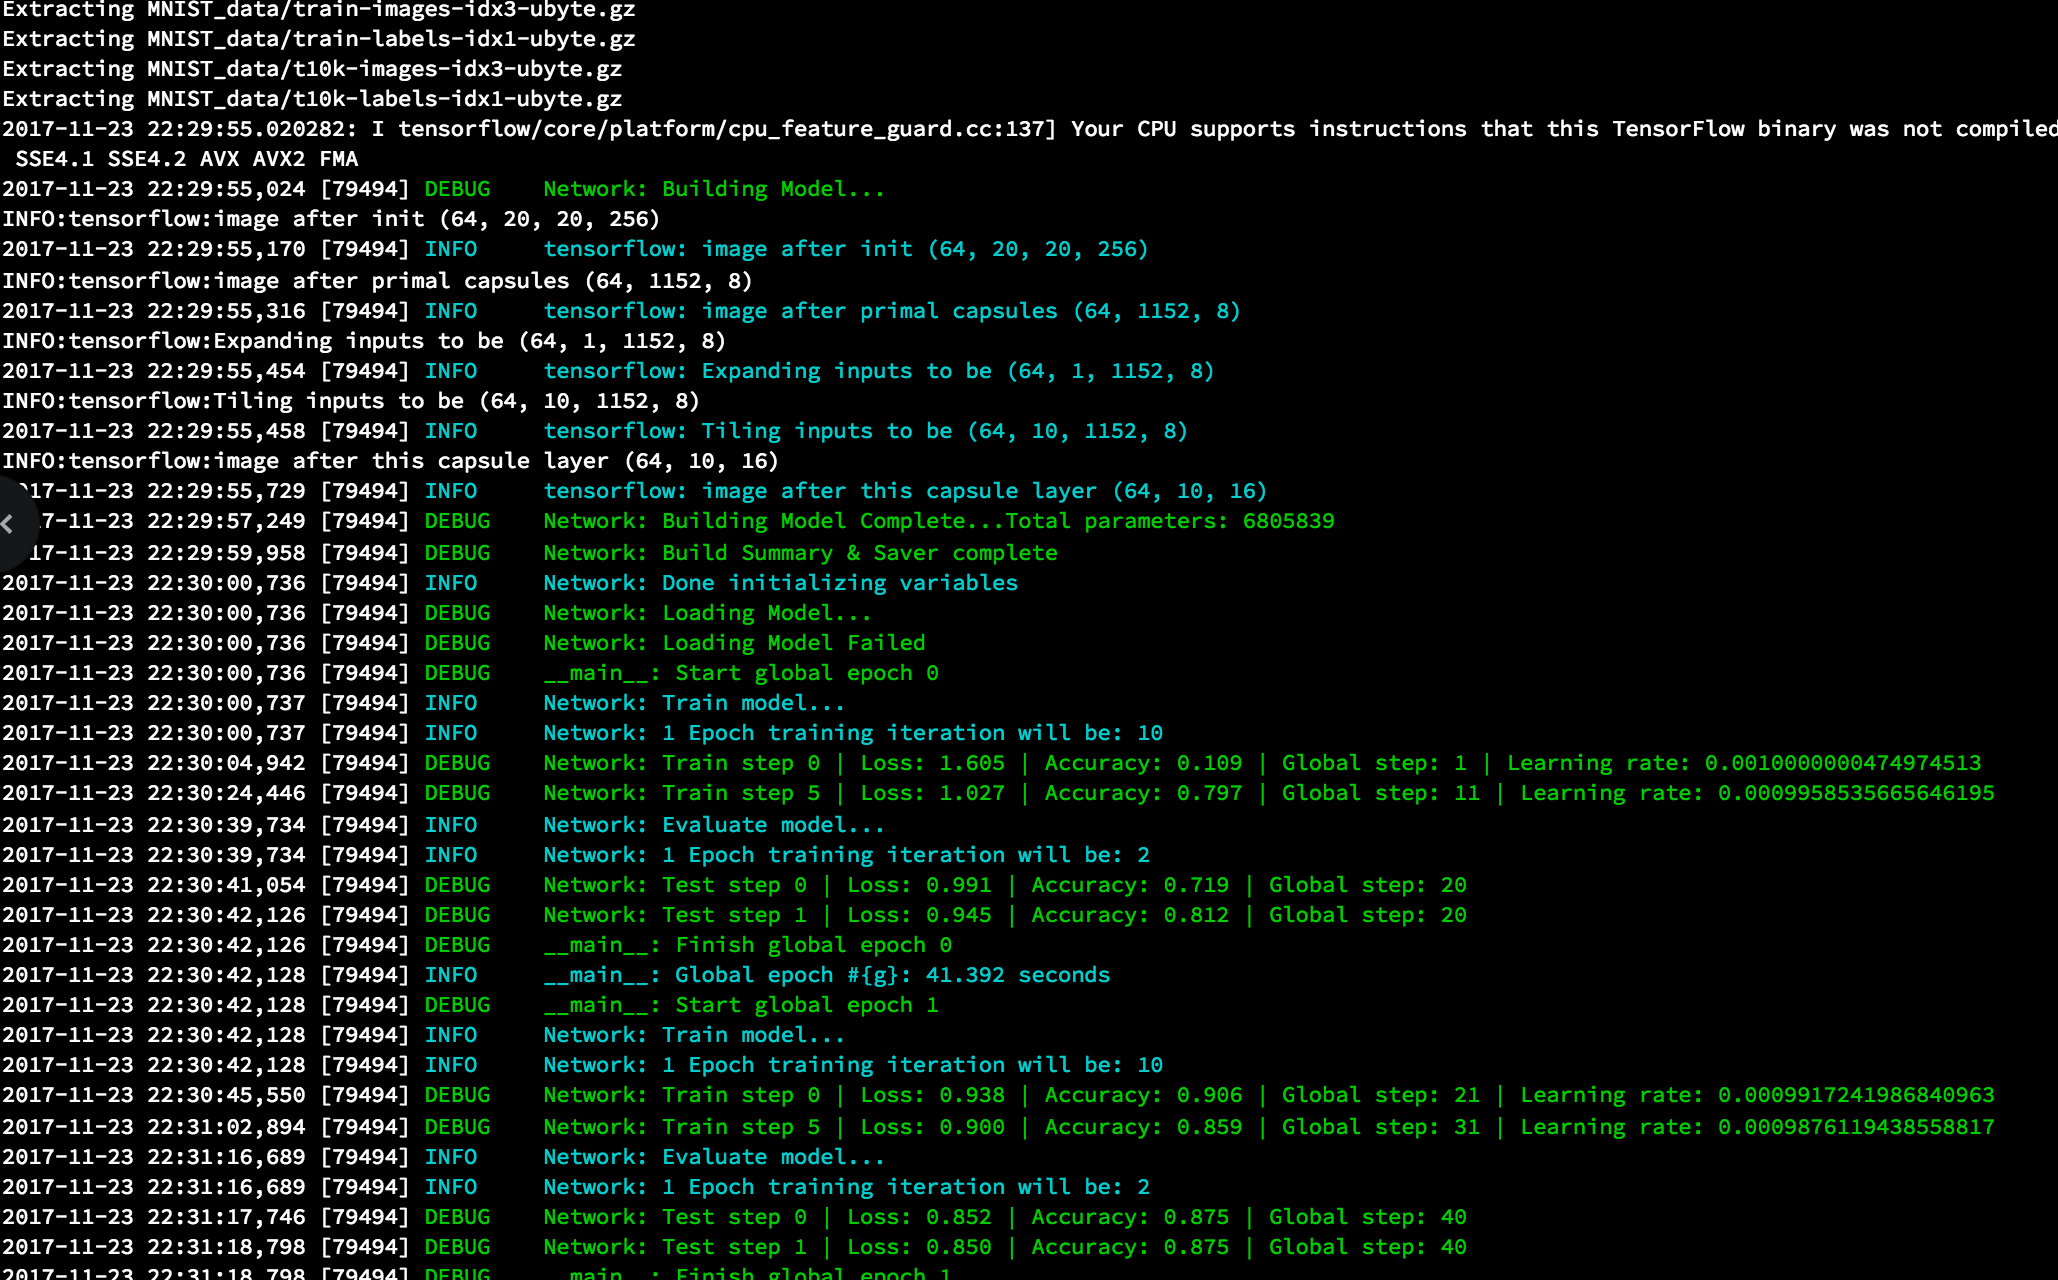 Extracting MNIST_data/train-images-idx3-ubyte.gz
Extracting MNIST_data/train-labels-idx1-ubyte.gz
Extracting MNIST_data/t10k-images-idx3-ubyte.gz
Extracting MNIST_data/t10k-labels-idx1-ubyte.gz
2017-11-23 22:29:55.020282: I tensorflow/core/platform/cpu_feature_guard.cc:137] Your CPU supports instructions that this TensorFlow binary was not compiled
SSE4.1 SSE4.2 AVX AVX2 FMA
2017-11-23 22:29:55,024 [79494] DEBUG Network: Building Model...
INFO:tensorflow:image after init (64, 20, 20, 256)
2017-11-23 22:29:55,170 [79494] INFO tensorflow: image after init (64, 20, 20, 256)
INFO:tensorflow:image after primal capsules (64, 1152, 8)
2017-11-23 22:29:55,316 [79494] INFO tensorflow: image after primal capsules (64, 1152, 8)
INFO:tensorflow:Expanding inputs to be (64, 1, 1152, 8)
2017-11-23 22:29:55,454 [79494] INFO tensorflow: Expanding inputs to be (64, 1, 1152, 8)
INFO:tensorflow:Tiling inputs to be (64, 10, 1152, 8)
2017-11-23 22:29:55,458 [79494] INFO tensorflow: Tiling inputs to be (64, 10, 1152, 8)
INFO:tensorflow:image after this capsule layer (64, 10, 16)
17-11-23 22:29:55,729 [79494] INFO tensorflow: image after this capsule layer (64, 10, 16)
17-11-23 22:29:57,249 [79494] DEBUG Network: Building Model Complete...Total parameters: 6805839
17-11-23 22:29:59,958 [79494] DEBUG Network: Build Summary & Saver complete
2017-11-23 22:30:00,736 [79494] INFO Network: Done initializing variables
2017-11-23 22:30:00,736 [79494] DEBUG Network: Loading Model...
2017-11-23 22:30:00,736 [79494] DEBUG Network: Loading Model Failed
2017-11-23 22:30:00,736 [79494] DEBUG __main__: Start global epoch 0
2017-11-23 22:30:00,737 [79494] INFO Network: Train model...
2017-11-23 22:30:00,737 [79494] INFO Network: 1 Epoch training iteration will be: 10
2017-11-23 22:30:04,942 [79494] DEBUG Network: Train step 0 | Loss: 1.605 | Accuracy: 0.109 | Global step: 1 | Learning rate: 0.0010000000474974513
2017-11-23 22:30:24,446 [79494] DEBUG Network: Train step 5 | Loss: 1.027 | Accuracy: 0.797 | Global step: 11 | Learning rate: 0.0009958535665646195
2017-11-23 22:30:39,734 [79494] INFO Network: Evaluate model...
2017-11-23 22:30:39,734 [79494] INFO Network: 1 Epoch training iteration will be: 2
2017-11-23 22:30:41,054 [79494] DEBUG Network: Test step 0 | Loss: 0.991 | Accuracy: 0.719 | Global step: 20
2017-11-23 22:30:42,126 [79494] DEBUG Network: Test step 1 | Loss: 0.945 | Accuracy: 0.812 | Global step: 20
2017-11-23 22:30:42,126 [79494] DEBUG __main__: Finish global epoch 0
2017-11-23 22:30:42,128 [79494] INFO __main__: Global epoch #{g}: 41.392 seconds
2017-11-23 22:30:42,128 [79494] DEBUG __main__: Start global epoch 1
2017-11-23 22:30:42,128 [79494] INFO Network: Train model...
2017-11-23 22:30:42,128 [79494] INFO Network: 1 Epoch training iteration will be: 10
2017-11-23 22:30:45,550 [79494] DEBUG Network: Train step 0 | Loss: 0.938 | Accuracy: 0.906 | Global step: 21 | Learning rate: 0.0009917241986840963
2017-11-23 22:31:02,894 [79494] DEBUG Network: Train step 5 | Loss: 0.900 | Accuracy: 0.859 | Global step: 31 | Learning rate: 0.0009876119438558817
2017-11-23 22:31:16,689 [79494] INFO Network: Evaluate model...
2017-11-23 22:31:16,689 [79494] INFO Network: 1 Epoch training iteration will be: 2
2017-11-23 22:31:17,746 [79494] DEBUG Network: Test step 0 | Loss: 0.852 | Accuracy: 0.875 | Global step: 40
2017-11-23 22:31:18,798 [79494] DEBUG Network: Test step 1 | Loss: 0.850 | Accuracy: 0.875 | Global step: 40
2017-11-23 22:31:18,798 [79494] DEBUG __main__: Finish global epoch 1